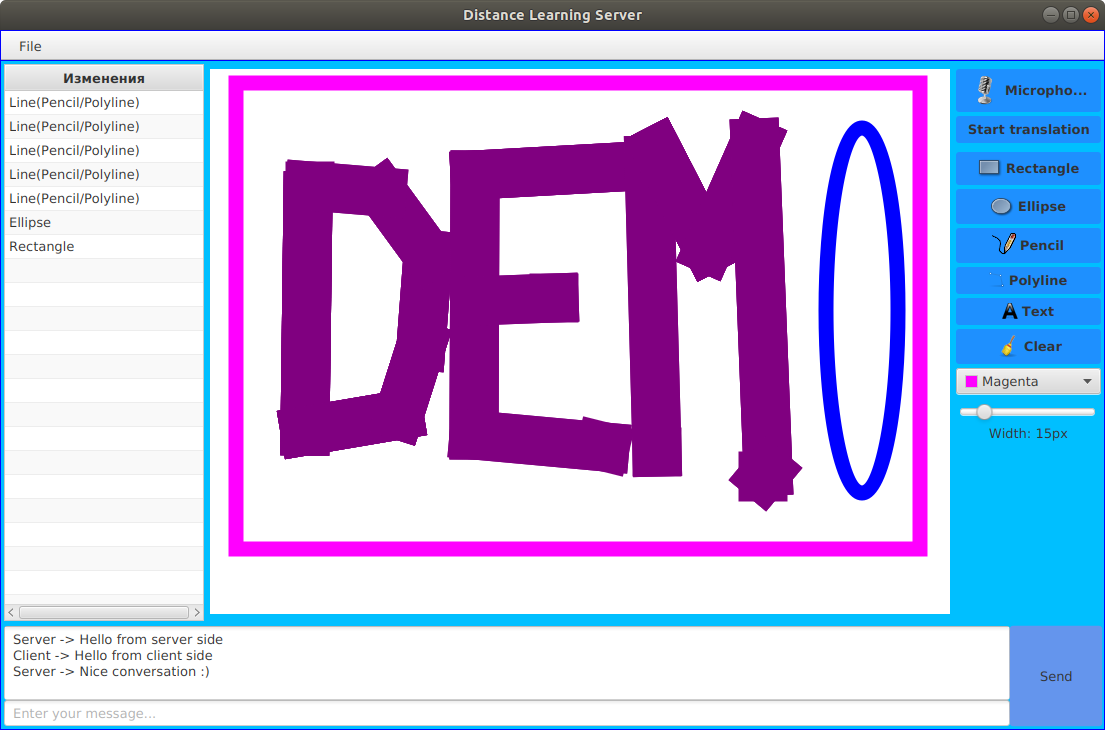 Distance Learning Server
File
Изменения
Line(Pencil/Polyline)
Line(Pencil/Polyline)
Line(Pencil/Polyline)
Line(Pencil/Polyline)
Line(Pencil/Polyline)
Ellipse
Rectangle
DEMO
Micropho...
Start translation
Rectangle
Ellipse
Pencil
Polyline
A Text
Clear
Magenta
Width: 15px
Server -> Hello from server side
Client -> Hello from client side
Server -> Nice conversation :)
Send
Enter your message...